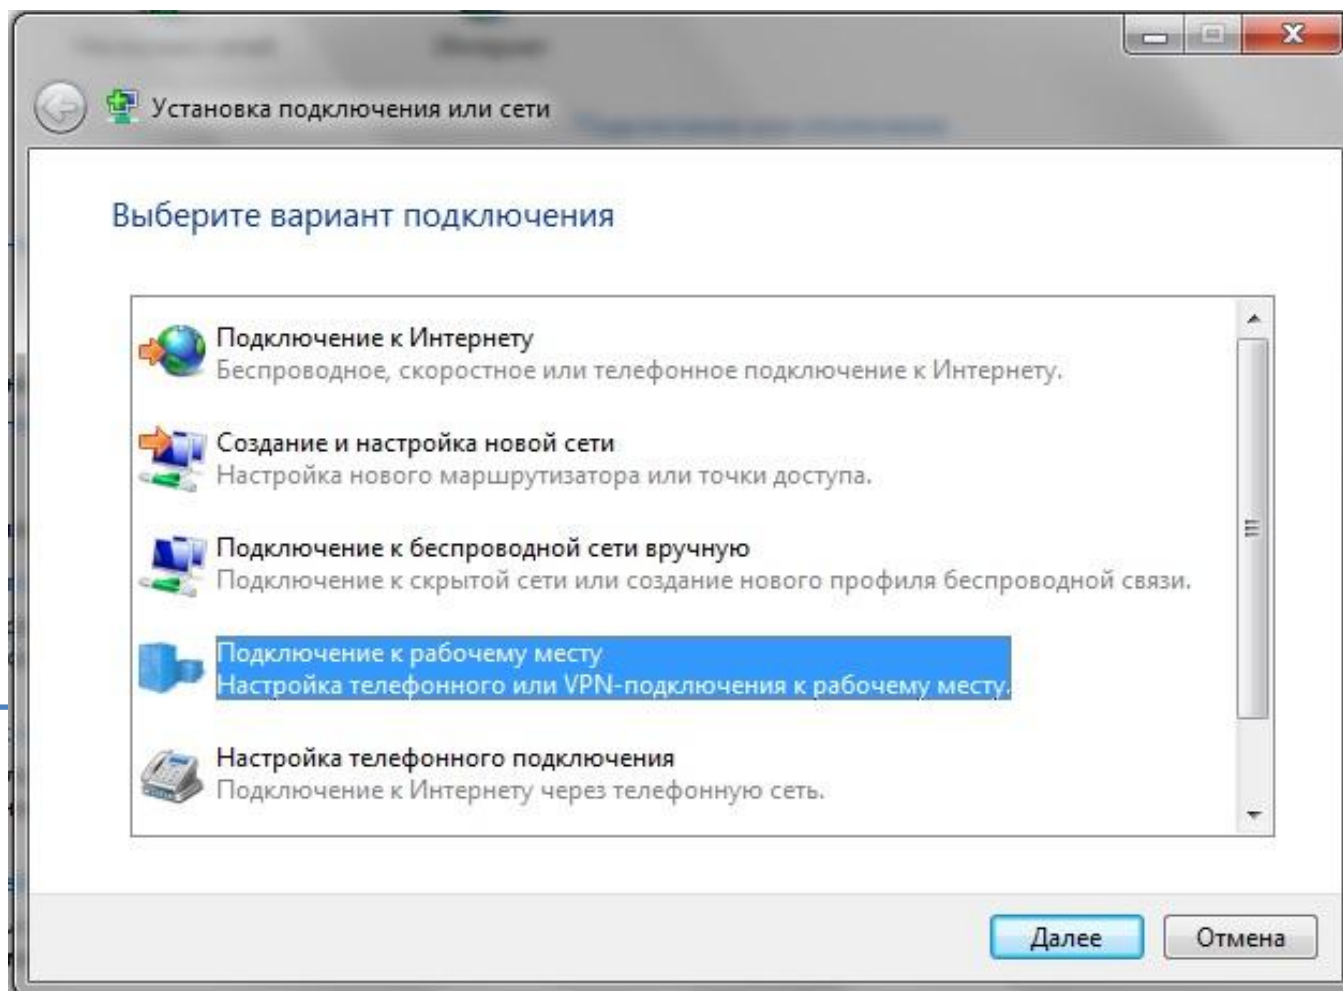 Установка подключения или сети
Выберите вариант подключения
Подключение к Интернету
Беспроводное, скоростное или телефонное подключение к Интернету.
Создание и настройка новой сети
Настройка нового маршрутизатора или точки доступа.
Подключение к беспроводной сети вручную
Подключение к скрытой сети или создание нового профиля беспроводной связи.
Подключение к рабочему месту
Настройка телефонного или VPN-подключения к рабочему месту.
Настройка телефонного подключения
Подключение к Интернету через телефонную сеть.
Далее
Отмена